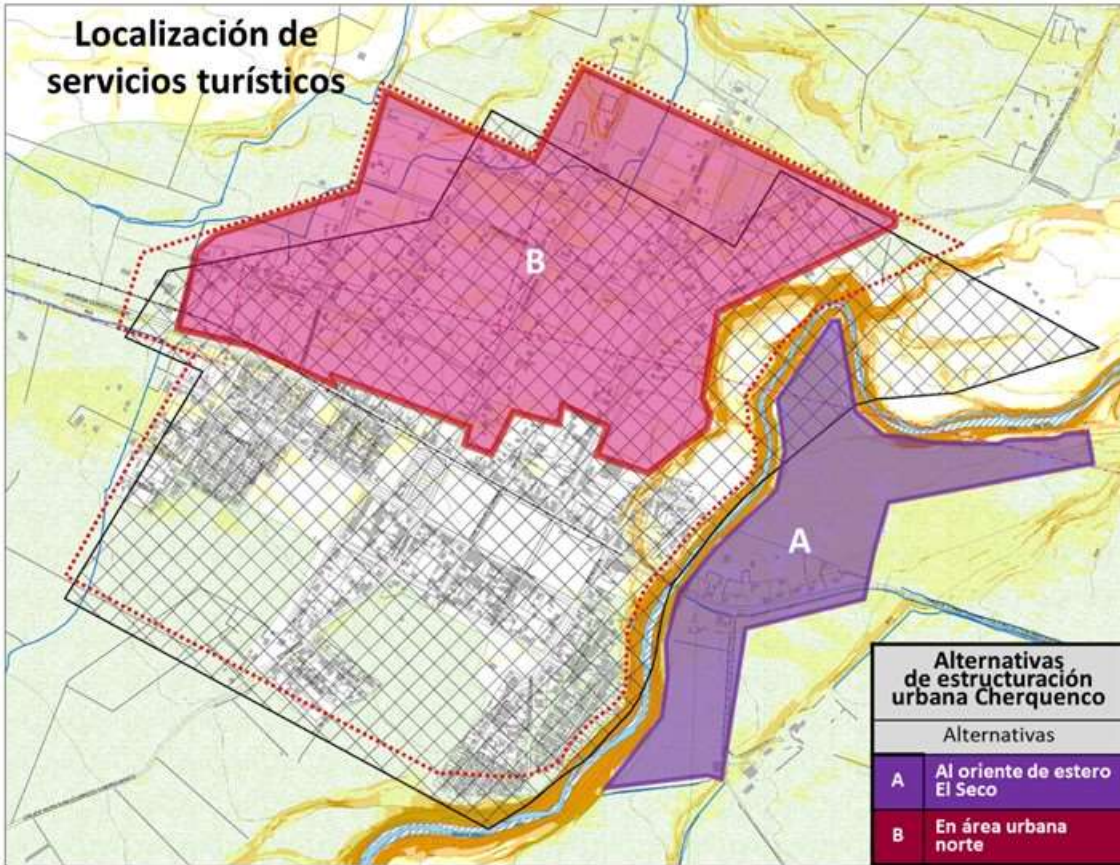 Localización de
servicios turísticos
B
A
Alternativas
de estructuración
urbana Cherquenco
Alternativas
A
Al oriente de estero
El Seco
B
En área urbana
norte